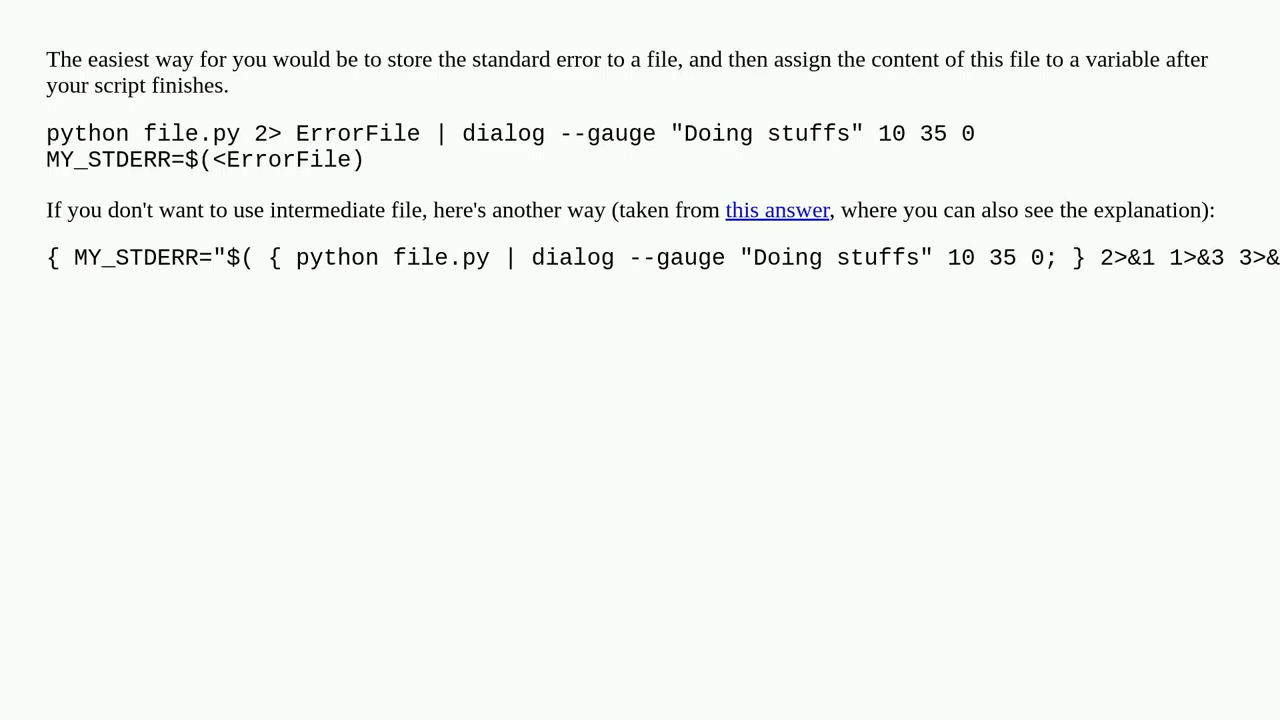 The easiest way for you would be to store the standard error to a file, and then assign the content of this file to a variable after
your script finishes.
python file.py 2> ErrorFile | dialog --gauge "Doing stuffs" 10 35 0
MY_STDERR=$(<ErrorFile)
If you don't want to use intermediate file, here's another way (taken from this answer, where you can also see the explanation):
{ MY_STDERR="$( { python file.py | dialog --gauge "Doing stuffs" 10 35 0; } 2>&1 1>&3 3>&